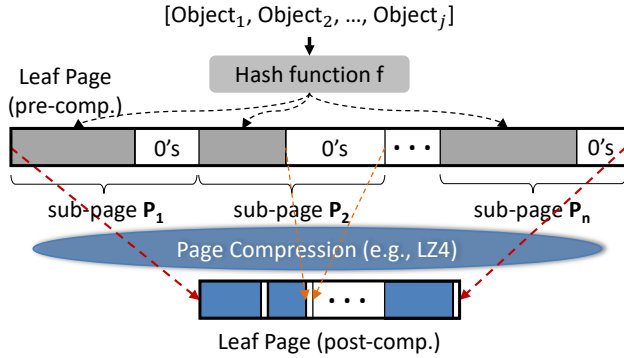 [Object₁, Object₂, ..., Objectⱼ]
Hash function f
Leaf Page
(pre-comp.)
0's 0's ... 0's
sub-page P₁ sub-page P₂ sub-page Pₙ
Page Compression (e.g., LZ4)
...
Leaf Page (post-comp.)